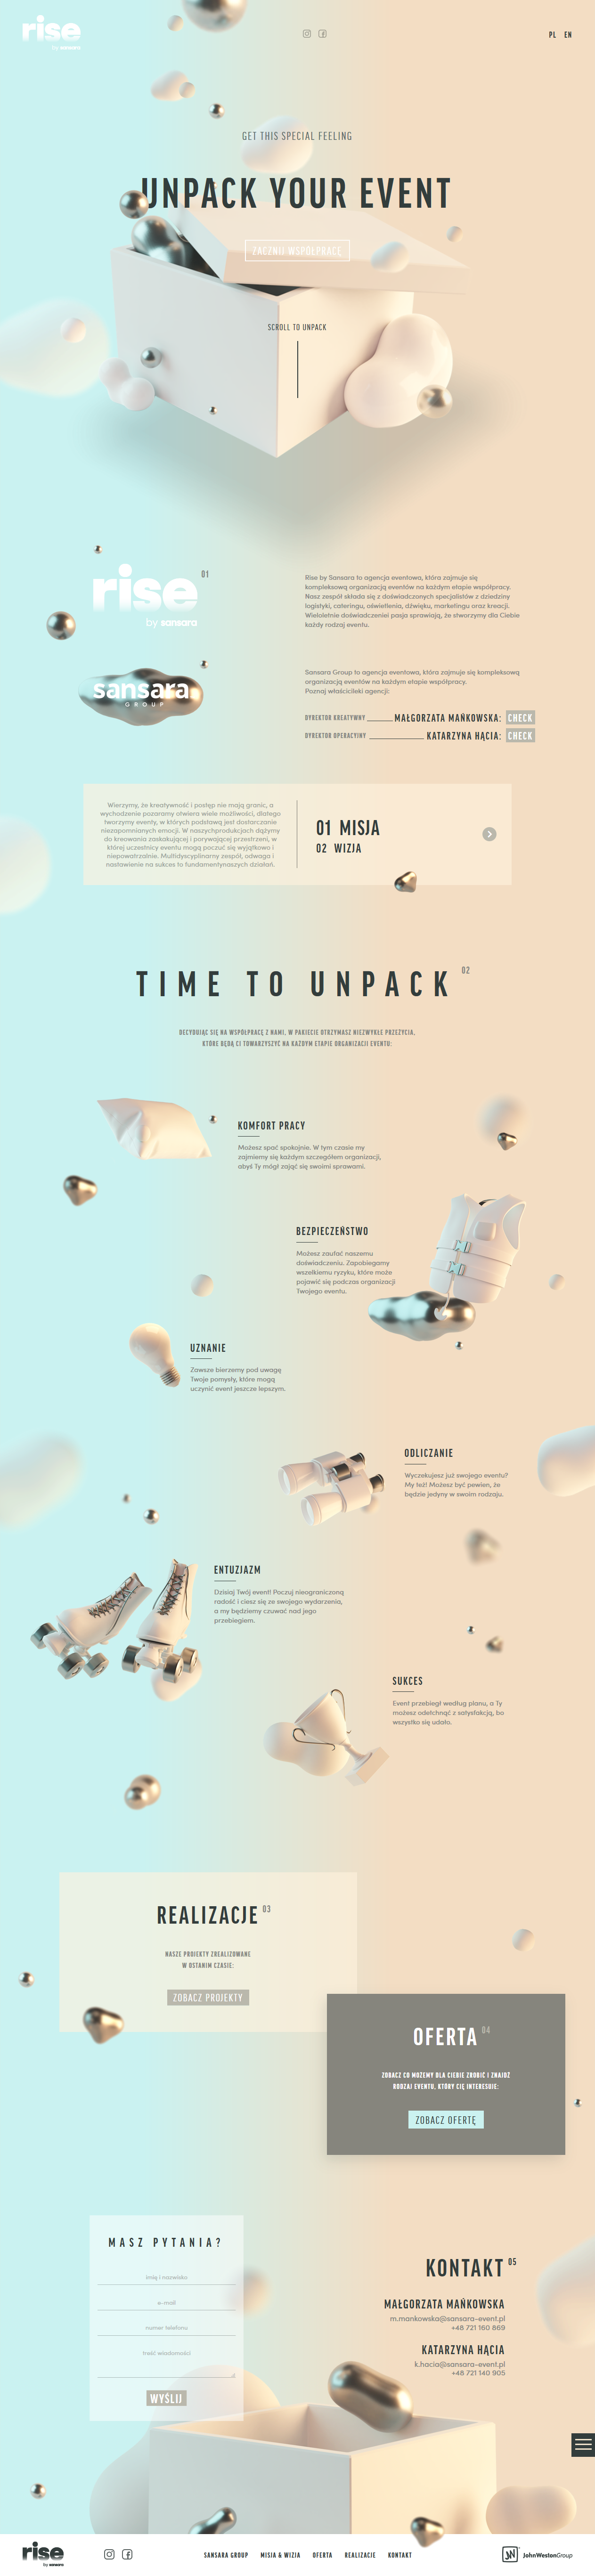 rise
by sansara
PL EN
GET THIS SPECIAL FEELING
UNPACK YOUR EVENT
ZACZNIJ WSPÓŁPRACĘ
SCROLL TO UNPACK
rise
by sansara
01
Rise by Sansara to agencja eventowa, która zajmuje się
kompleksową organizacją eventów na każdym etapie współpracy.
Nasz zespół składa się z doświadczonych specjalistów z dziedziny
logistyki, cateringu, oświetlenia, dźwięku, marketingu oraz kreacji.
Wieloletnie doświadczeniei pasja sprawiają, że stworzymy dla Ciebie
każdy rodzaj eventu.
sansara
GROUP
Sansara Group to agencja eventowa, która zajmuje się kompleksową
organizacją eventów na każdym etapie współpracy.
Poznaj właścicielki agencji:
DYREKTOR KREATYWNY MAŁGORZATA MAŃKOWSKA: CHECK
DYREKTOR OPERACYJNY KATARZYNA HĄCIA: CHECK
Wierzymy, że kreatywność i postęp nie mają granic, a
wychodzenie pozaramy otwiera wiele możliwości, dlatego
tworzymy eventy, w których podstawą jest dostarczanie
niezapomnianych emocji. W naszychprodukcjach dążymy
do kreowania zaskakującej i porywającej przestrzeni, w
której uczestnicy eventu mogą poczuć się wyjątkowo i
niepowatrzalnie. Multidyscyplinarny zespół, odwaga i
nastawienie na sukces to fundamentynaszych działań.
01 MISJA
02 WIZJA
TIME TO UNPACK
02
DECYDUJĄC SIĘ NA WSPÓŁPRACĘ Z NAMI, W PAKIECIE OTRZYMASZ NIEZWYKŁE PRZEŻYCIA,
KTÓRE BĘDĄ CI TOWARZYSZYĆ NA KAŻDYM ETAPIE ORGANIZACJI EVENTU:
KOMFORT PRACY
Możesz spać spokojnie. W tym czasie my
zajmiemy się każdym szczegółem organizacji,
abyś Ty mógł zająć się swoimi sprawami.
BEZPIECZEŃSTWO
Możesz zaufać naszemu
doświadczeniu. Zapobiegamy
wszelkiemu ryzyku, które może
pojawić się podczas organizacji
Twojego eventu.
UZNANIE
Zawsze bierzemy pod uwagę
Twoje pomysły, które mogą
uczynić event jeszcze lepszym.
ODLICZANIE
Wyczekujesz już swojego eventu?
My też! Możesz być pewien, że
będzie jedyny w swoim rodzaju.
ENTUZJAZM
Dzisiaj Twój event! Poczuj nieograniczoną
radość i ciesz się ze swojego wydarzenia,
a my będziemy czuwać nad jego
przebiegiem.
SUKCES
Event przebiegł według planu, a Ty
możesz odetchnąć z satysfakcją, bo
wszystko się udało.
REALIZACJE
03
NASZE PROJEKTY ZREALIZOWANE
W OSTANIM CZASIE:
ZOBACZ PROJEKTY
OFERTA
04
ZOBACZ CO MOŻEMY DLA CIEBIE ZROBIĆ I ZNAJDZ
RODZAJ EVENTU, KTÓRY CIĘ INTERESUJE:
ZOBACZ OFERTĘ
MASZ PYTANIA?
imię i nazwisko
e-mail
numer telefonu
treść wiadomości
WYŚLIJ
KONTAKT
05
MAŁGORZATA MAŃKOWSKA
m.mankowska@sansara-event.pl
+48 721 160 869
KATARZYNA HĄCIA
k.hacia@sansara-event.pl
+48 721 140 905
rise
by sansara
SANSARA GROUP MISJA & WIZJA OFERTA REALIZACJE KONTAKT
JW JohnWestonGroup